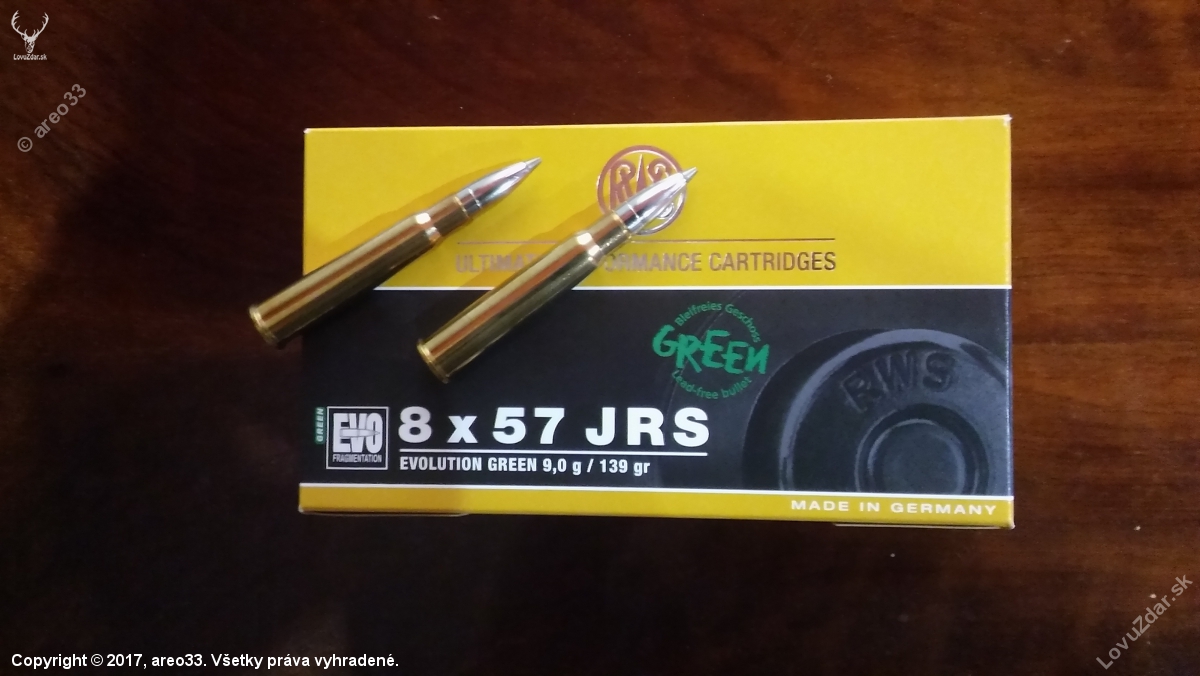 LovuZdar.sk
© areo33
RWS
ULTIMATE PERFORMANCE CARTRIDGES
Bleifreies Geschoss
GREEN
Lead-free bullet
RWS
GREEN
EVO
FRAGMENTATION
8 x 57 JRS
EVOLUTION GREEN 9,0 g / 139 gr
MADE IN GERMANY
LovuZdar.sk
Copyright © 2017, areo33. Všetky práva vyhradené.